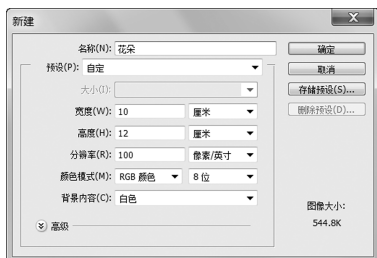 新建
名称(N): 花朵
确定
预设(P): 自定
取消
大小(I):
存储预设(S)...
宽度(W): 10 厘米
删除预设(D)...
高度(H): 12 厘米
分辨率(R): 100 像素/英寸
颜色模式(M): RGB 颜色 8 位
背景内容(C): 白色
图像大小:
高级
544.8K